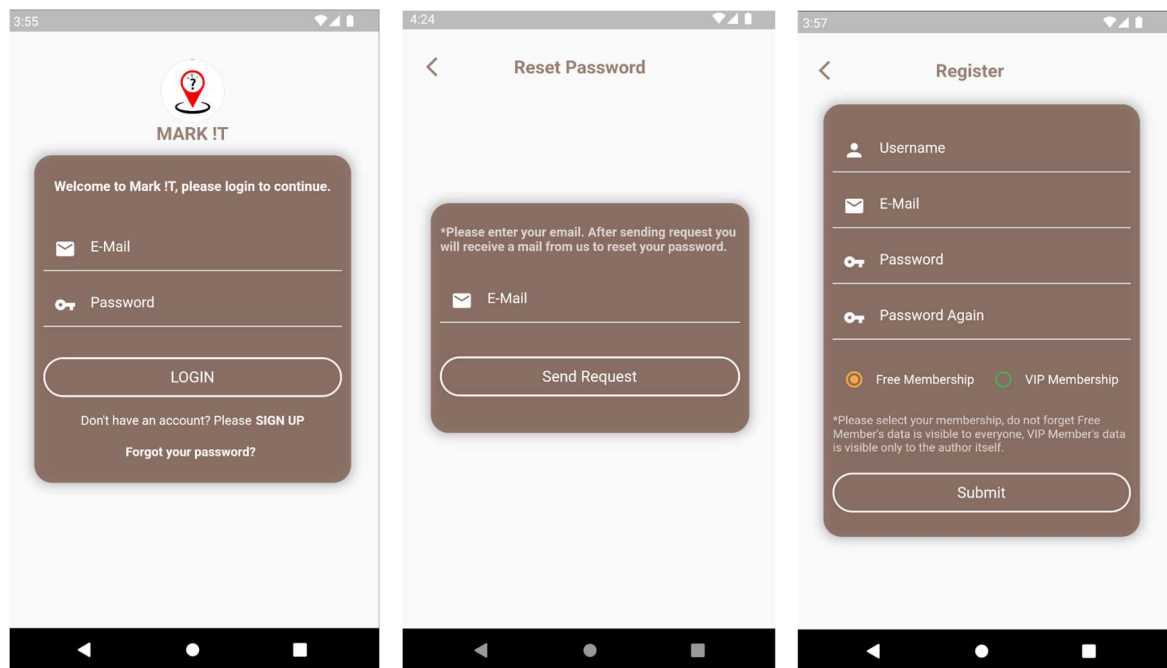 3:55
?
MARK !T
Welcome to Mark !T, please login to continue.
E-Mail
Password
LOGIN
Don't have an account? Please SIGN UP
Forgot your password?
4:24
Reset Password
*Please enter your email. After sending request you
will receive a mail from us to reset your password.
E-Mail
Send Request
3:57
Register
Username
E-Mail
Password
Password Again
Free Membership
VIP Membership
*Please select your membership, do not forget Free
Member's data is visible to everyone, VIP Member's data
is visible only to the author itself.
Submit